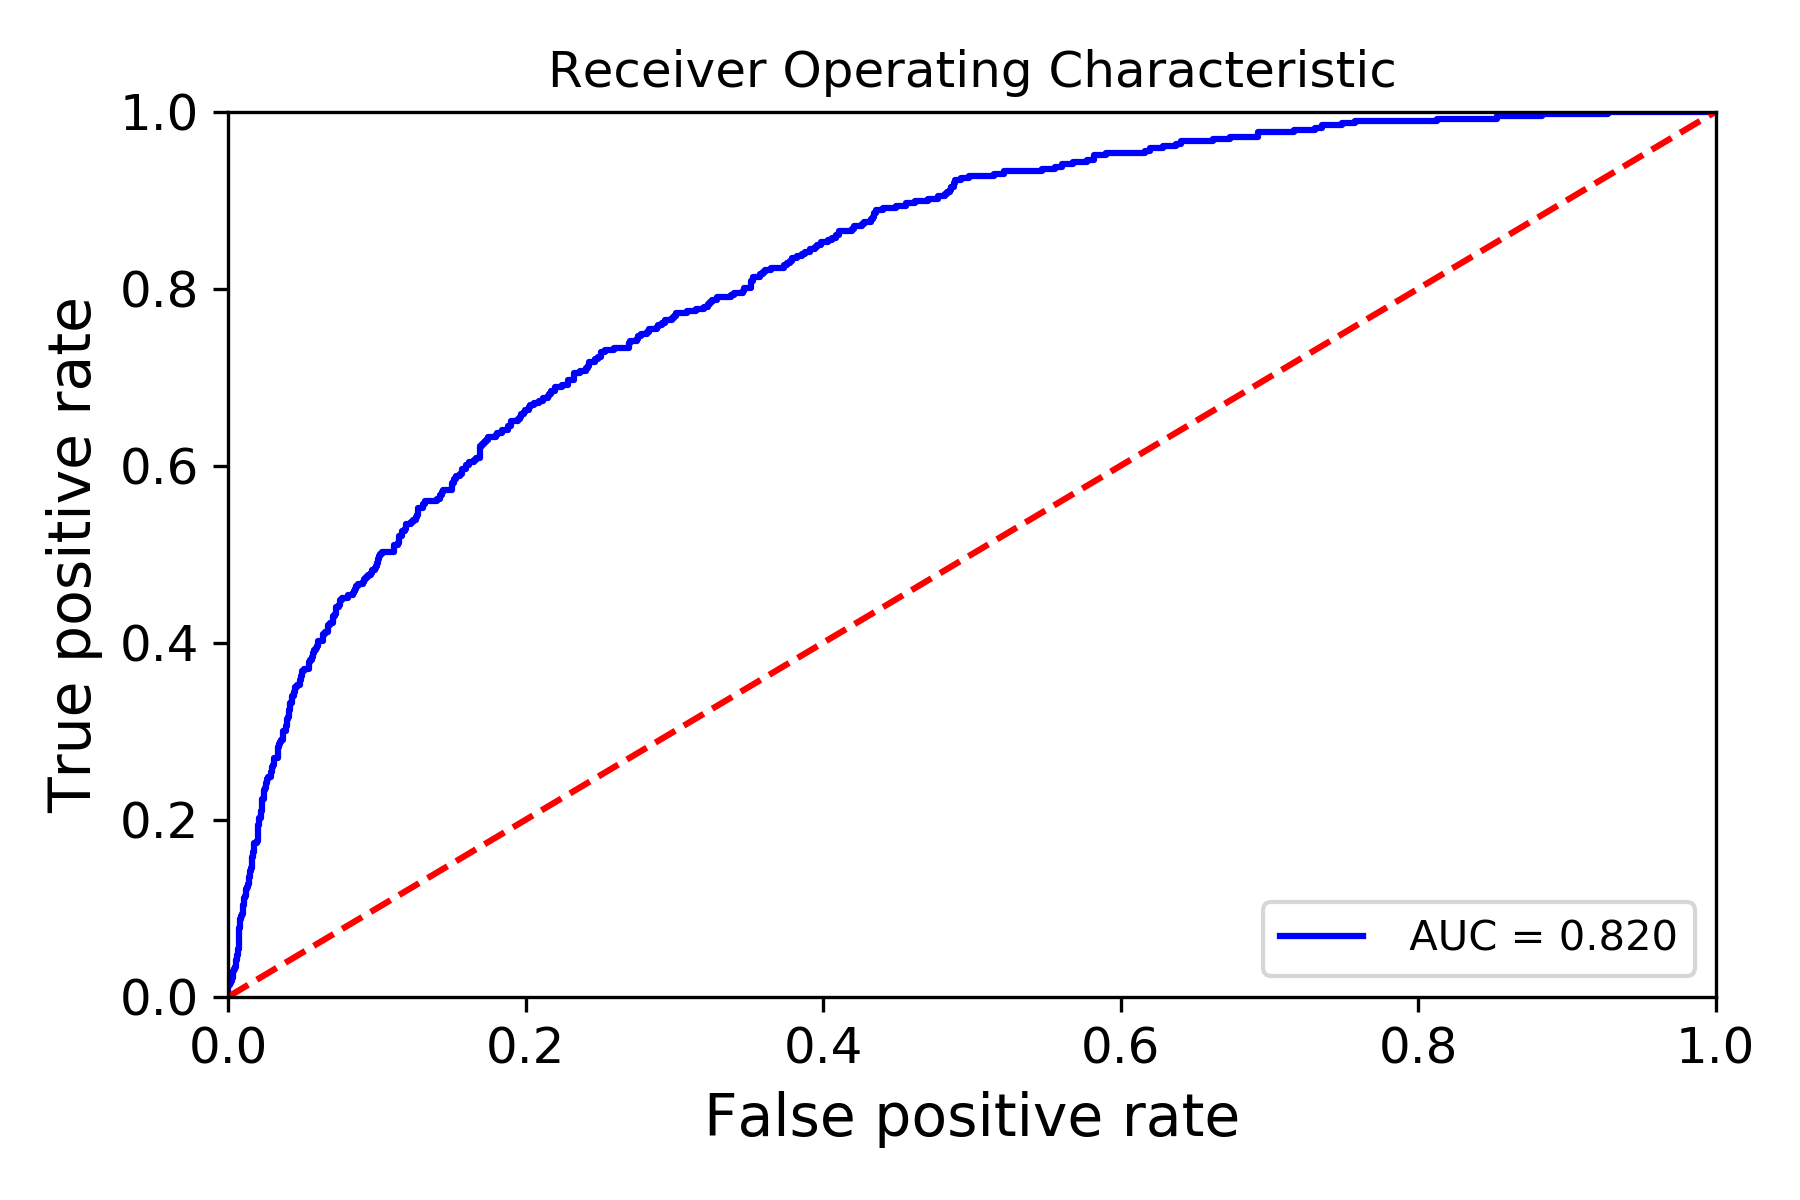 Receiver Operating Characteristic
1.0
0.8
0.6
0.4
0.2
0.0
True positive rate
AUC = 0.820
0.0 0.2 0.4 0.6 0.8 1.0
False positive rate